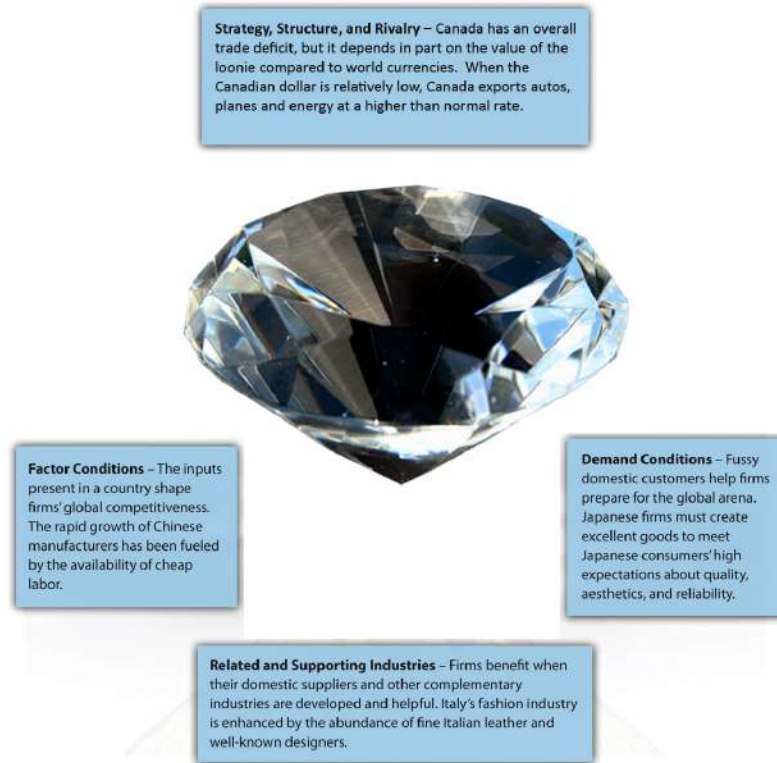 Strategy, Structure, and Rivalry – Canada has an overall
trade deficit, but it depends in part on the value of the
loonie compared to world currencies.  When the
Canadian dollar is relatively low, Canada exports autos,
planes and energy at a higher than normal rate.
Factor Conditions – The inputs
present in a country shape
firms' global competitiveness.
The rapid growth of Chinese
manufacturers has been fueled
by the availability of cheap
labor.
Demand Conditions – Fussy
domestic customers help firms
prepare for the global arena.
Japanese firms must create
excellent goods to meet
Japanese consumers' high
expectations about quality,
aesthetics, and reliability.
Related and Supporting Industries – Firms benefit when
their domestic suppliers and other complementary
industries are developed and helpful. Italy's fashion industry
is enhanced by the abundance of fine Italian leather and
well-known designers.